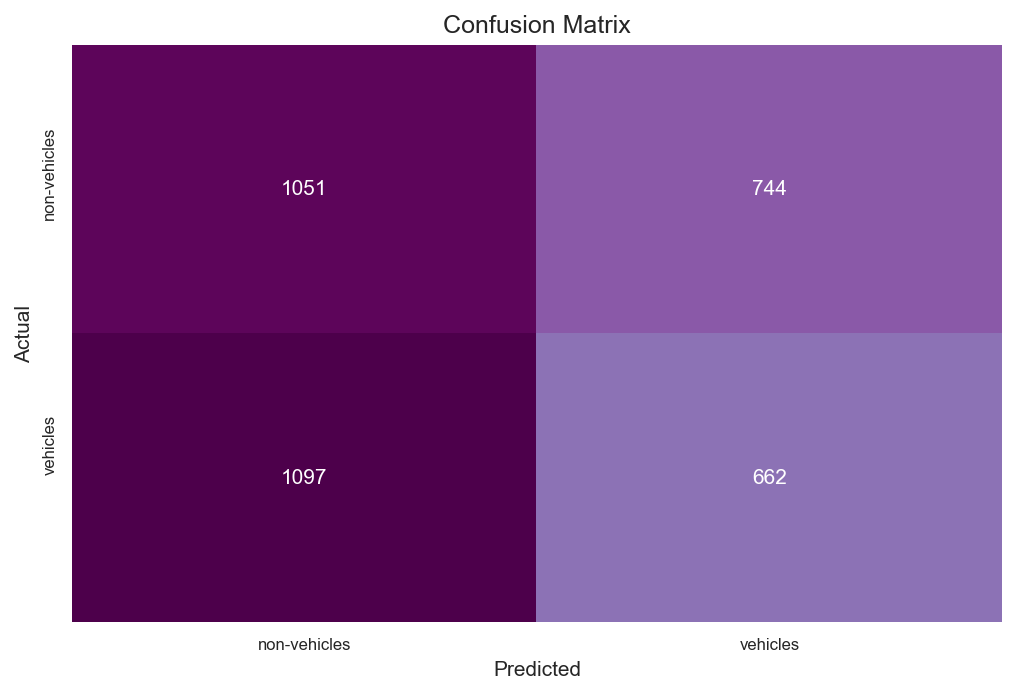 Confusion Matrix
Actual
non-vehicles
1051
744
vehicles
1097
662
non-vehicles
vehicles
Predicted